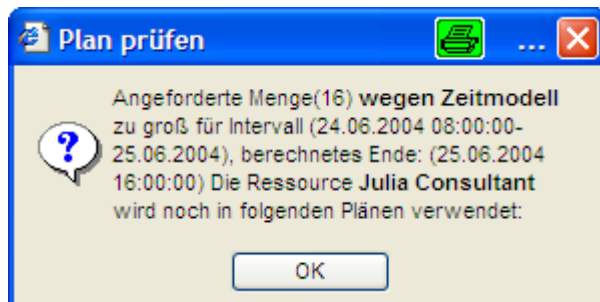 Plan prüfen ...
Angeforderte Menge(16) wegen Zeitmodell
zu groß für Intervall (24.06.2004 08:00:00-
25.06.2004), berechnetes Ende: (25.06.2004
16:00:00) Die Ressource Julia Consultant
wird noch in folgenden Plänen verwendet:
OK